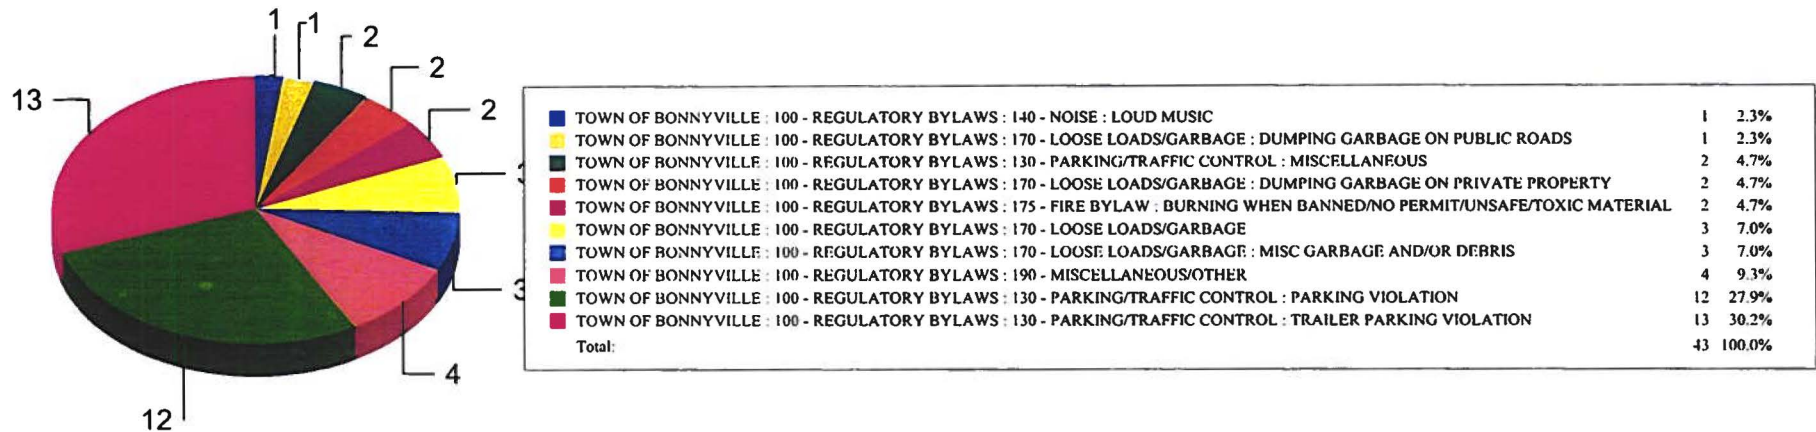 1
1
2
2
2
13
3
3
4
12
TOWN OF BONNYVILLE : 100 - REGULATORY BYLAWS : 140 - NOISE : LOUD MUSIC 1 2.3%
TOWN OF BONNYVILLE : 100 - REGULATORY BYLAWS : 170 - LOOSE LOADS/GARBAGE : DUMPING GARBAGE ON PUBLIC ROADS 1 2.3%
TOWN OF BONNYVILLE : 100 - REGULATORY BYLAWS : 130 - PARKING/TRAFFIC CONTROL : MISCELLANEOUS 2 4.7%
TOWN OF BONNYVILLE : 100 - REGULATORY BYLAWS : 170 - LOOSE LOADS/GARBAGE : DUMPING GARBAGE ON PRIVATE PROPERTY 2 4.7%
TOWN OF BONNYVILLE : 100 - REGULATORY BYLAWS : 175 - FIRE BYLAW : BURNING WHEN BANNED/NO PERMIT/UNSAFE/TOXIC MATERIAL 2 4.7%
TOWN OF BONNYVILLE : 100 - REGULATORY BYLAWS : 170 - LOOSE LOADS/GARBAGE 3 7.0%
TOWN OF BONNYVILLE : 100 - REGULATORY BYLAWS : 170 - LOOSE LOADS/GARBAGE : MISC GARBAGE AND/OR DEBRIS 3 7.0%
TOWN OF BONNYVILLE : 100 - REGULATORY BYLAWS : 190 - MISCELLANEOUS/OTHER 4 9.3%
TOWN OF BONNYVILLE : 100 - REGULATORY BYLAWS : 130 - PARKING/TRAFFIC CONTROL : PARKING VIOLATION 12 27.9%
TOWN OF BONNYVILLE : 100 - REGULATORY BYLAWS : 130 - PARKING/TRAFFIC CONTROL : TRAILER PARKING VIOLATION 13 30.2%
Total: 43 100.0%